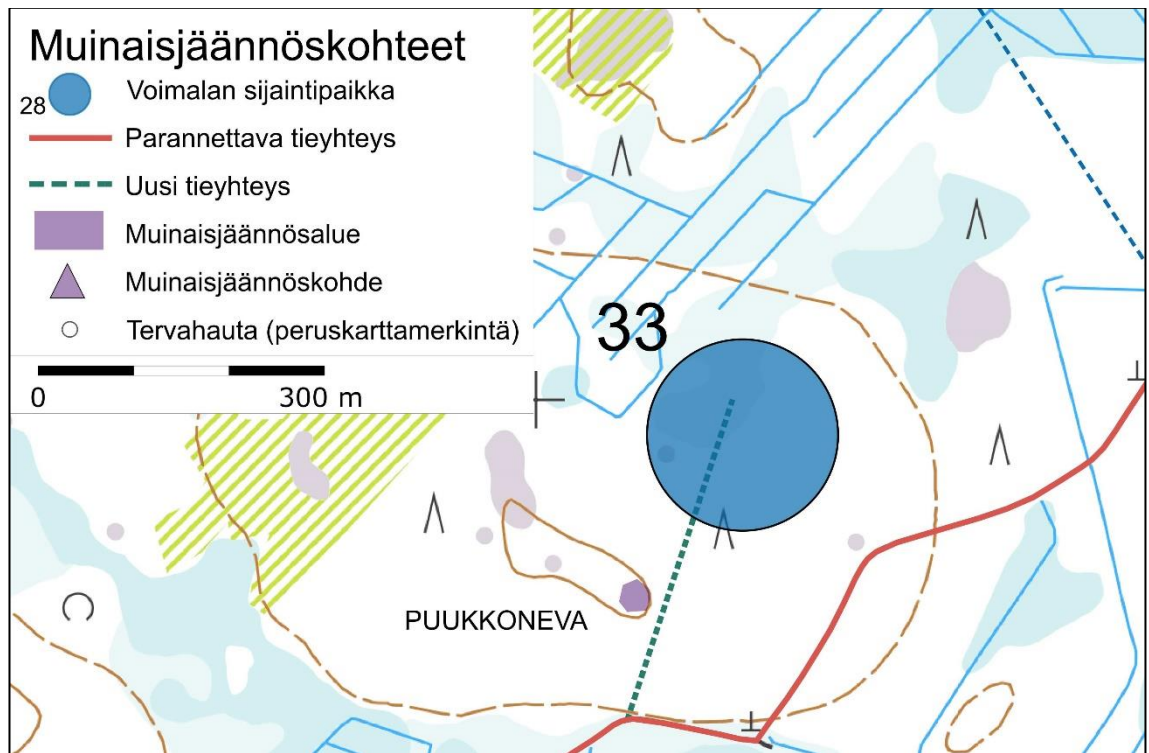 Muinaisjäännöskohteet
28 Voimalan sijaintipaikka
Parannettava tieyhteys
Uusi tieyhteys
Muinaisjäännösalue
Muinaisjäännöskohde
Tervahauta (peruskarttamerkintä)
0 300 m
33
PUUKKONEVA